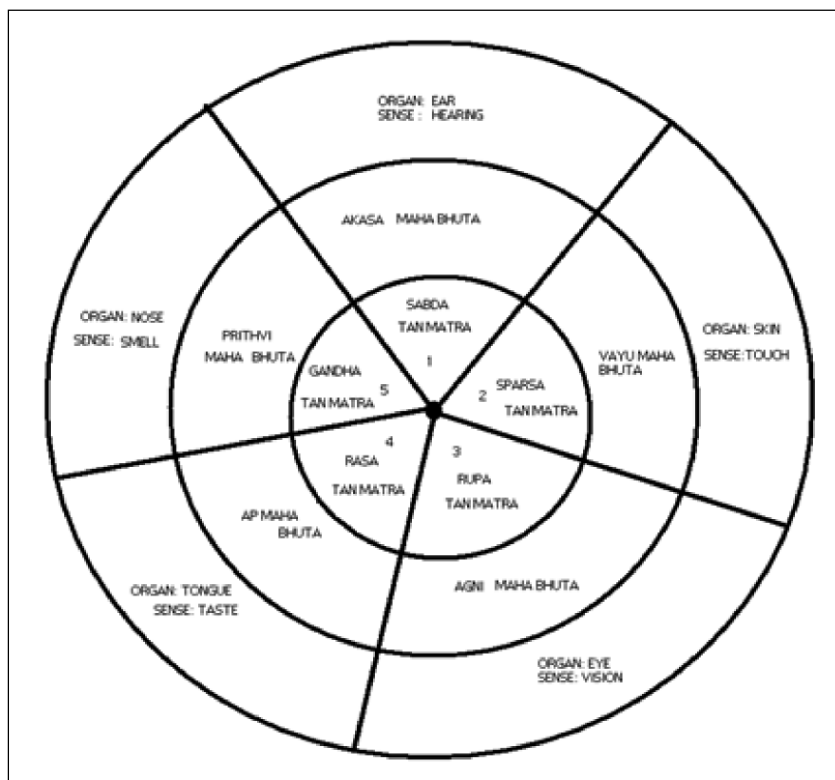 ORGAN: EAR
SENSE : HEARING
AKASA MAHA BHUTA
SABDA
TAN MATRA
1
ORGAN: SKIN
SENSE: TOUCH
VAYU MAHA
BHUTA
2 SPARSA
TAN MATRA
3
RUPA
TAN MATRA
AGNI MAHA BHUTA
ORGAN: EYE
SENSE: VISION
4
RASA
TAN MATRA
AP MAHA
BHUTA
ORGAN: TONGUE
SENSE: TASTE
GANDHA
5
TAN MATRA
PRITHVI
MAHA BHUTA
ORGAN: NOSE
SENSE: SMELL